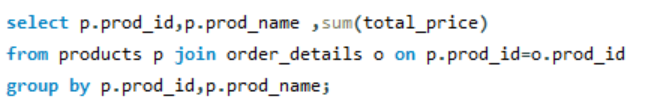 select p.prod_id,p.prod_name ,sum(total_price)
from products p join order_details o on p.prod_id=o.prod_id
group by p.prod_id,p.prod_name;